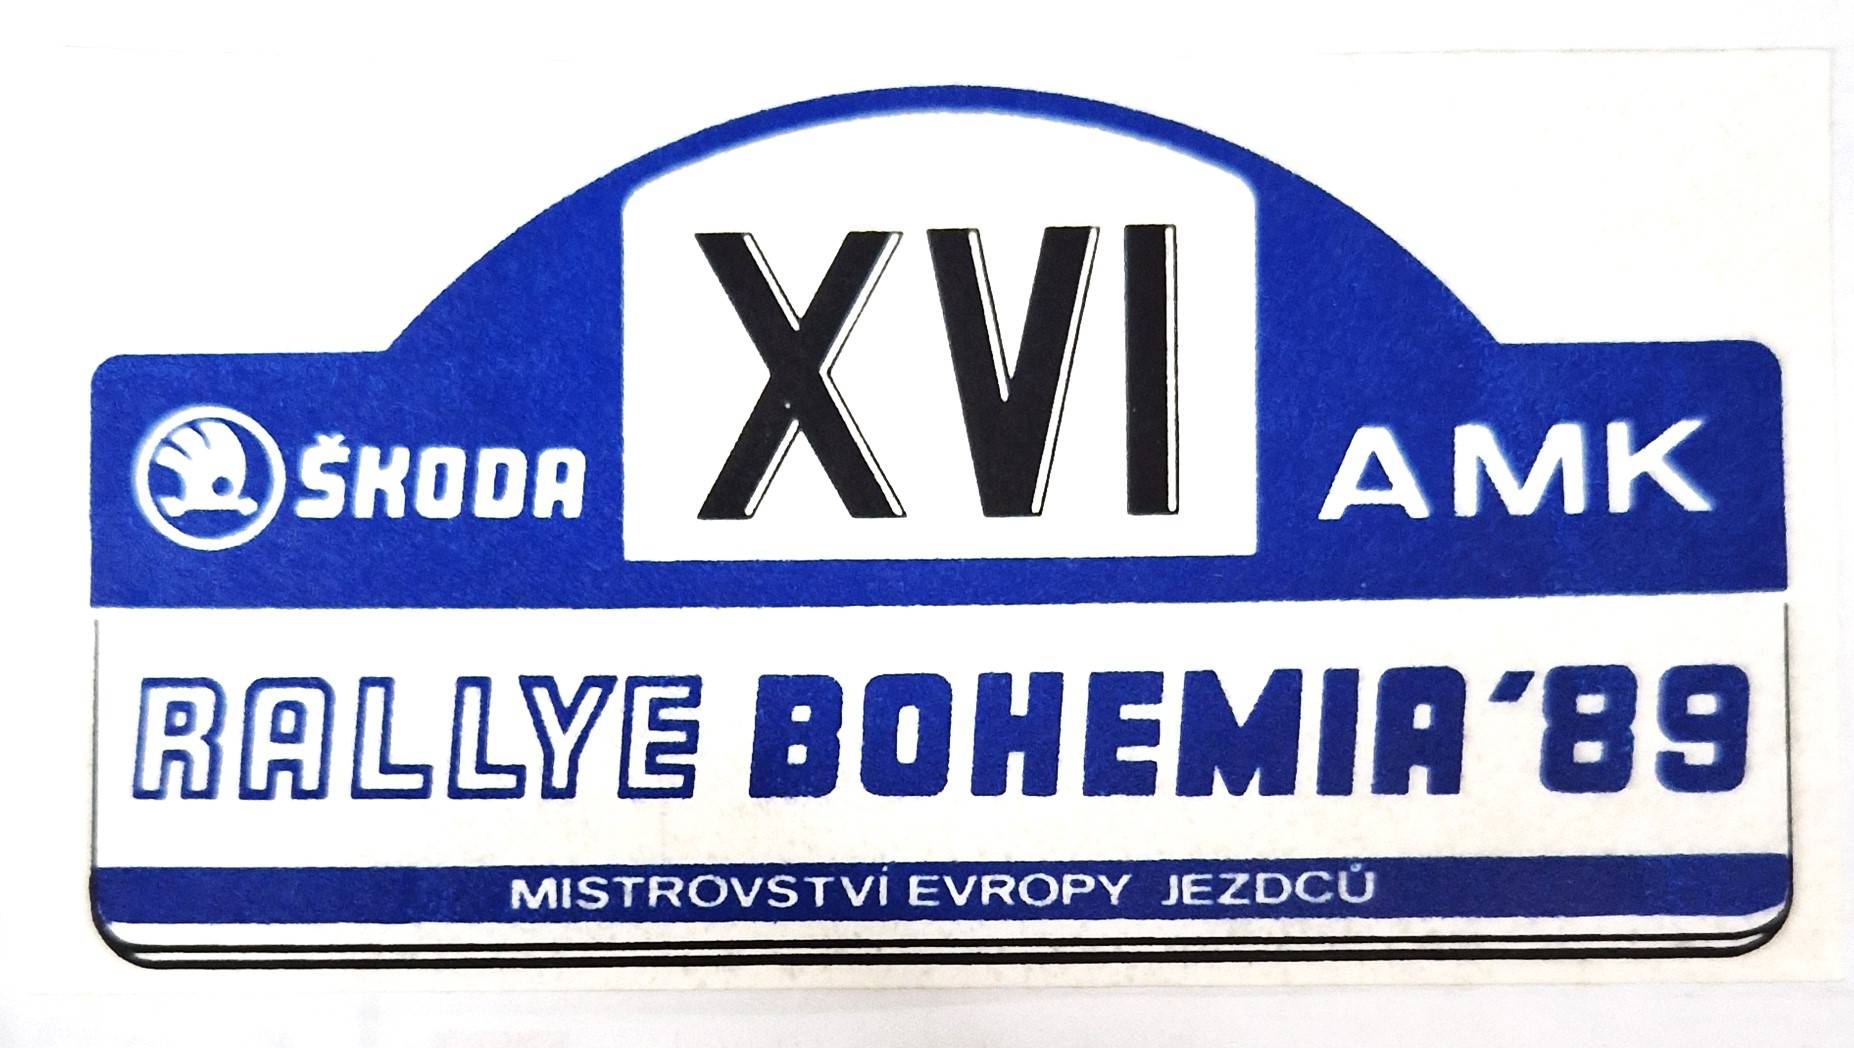 XVI
ŠKODA
AMK
RALLYE BOHEMIA '89
MISTROVSTVÍ EVROPY JEZDCŮ